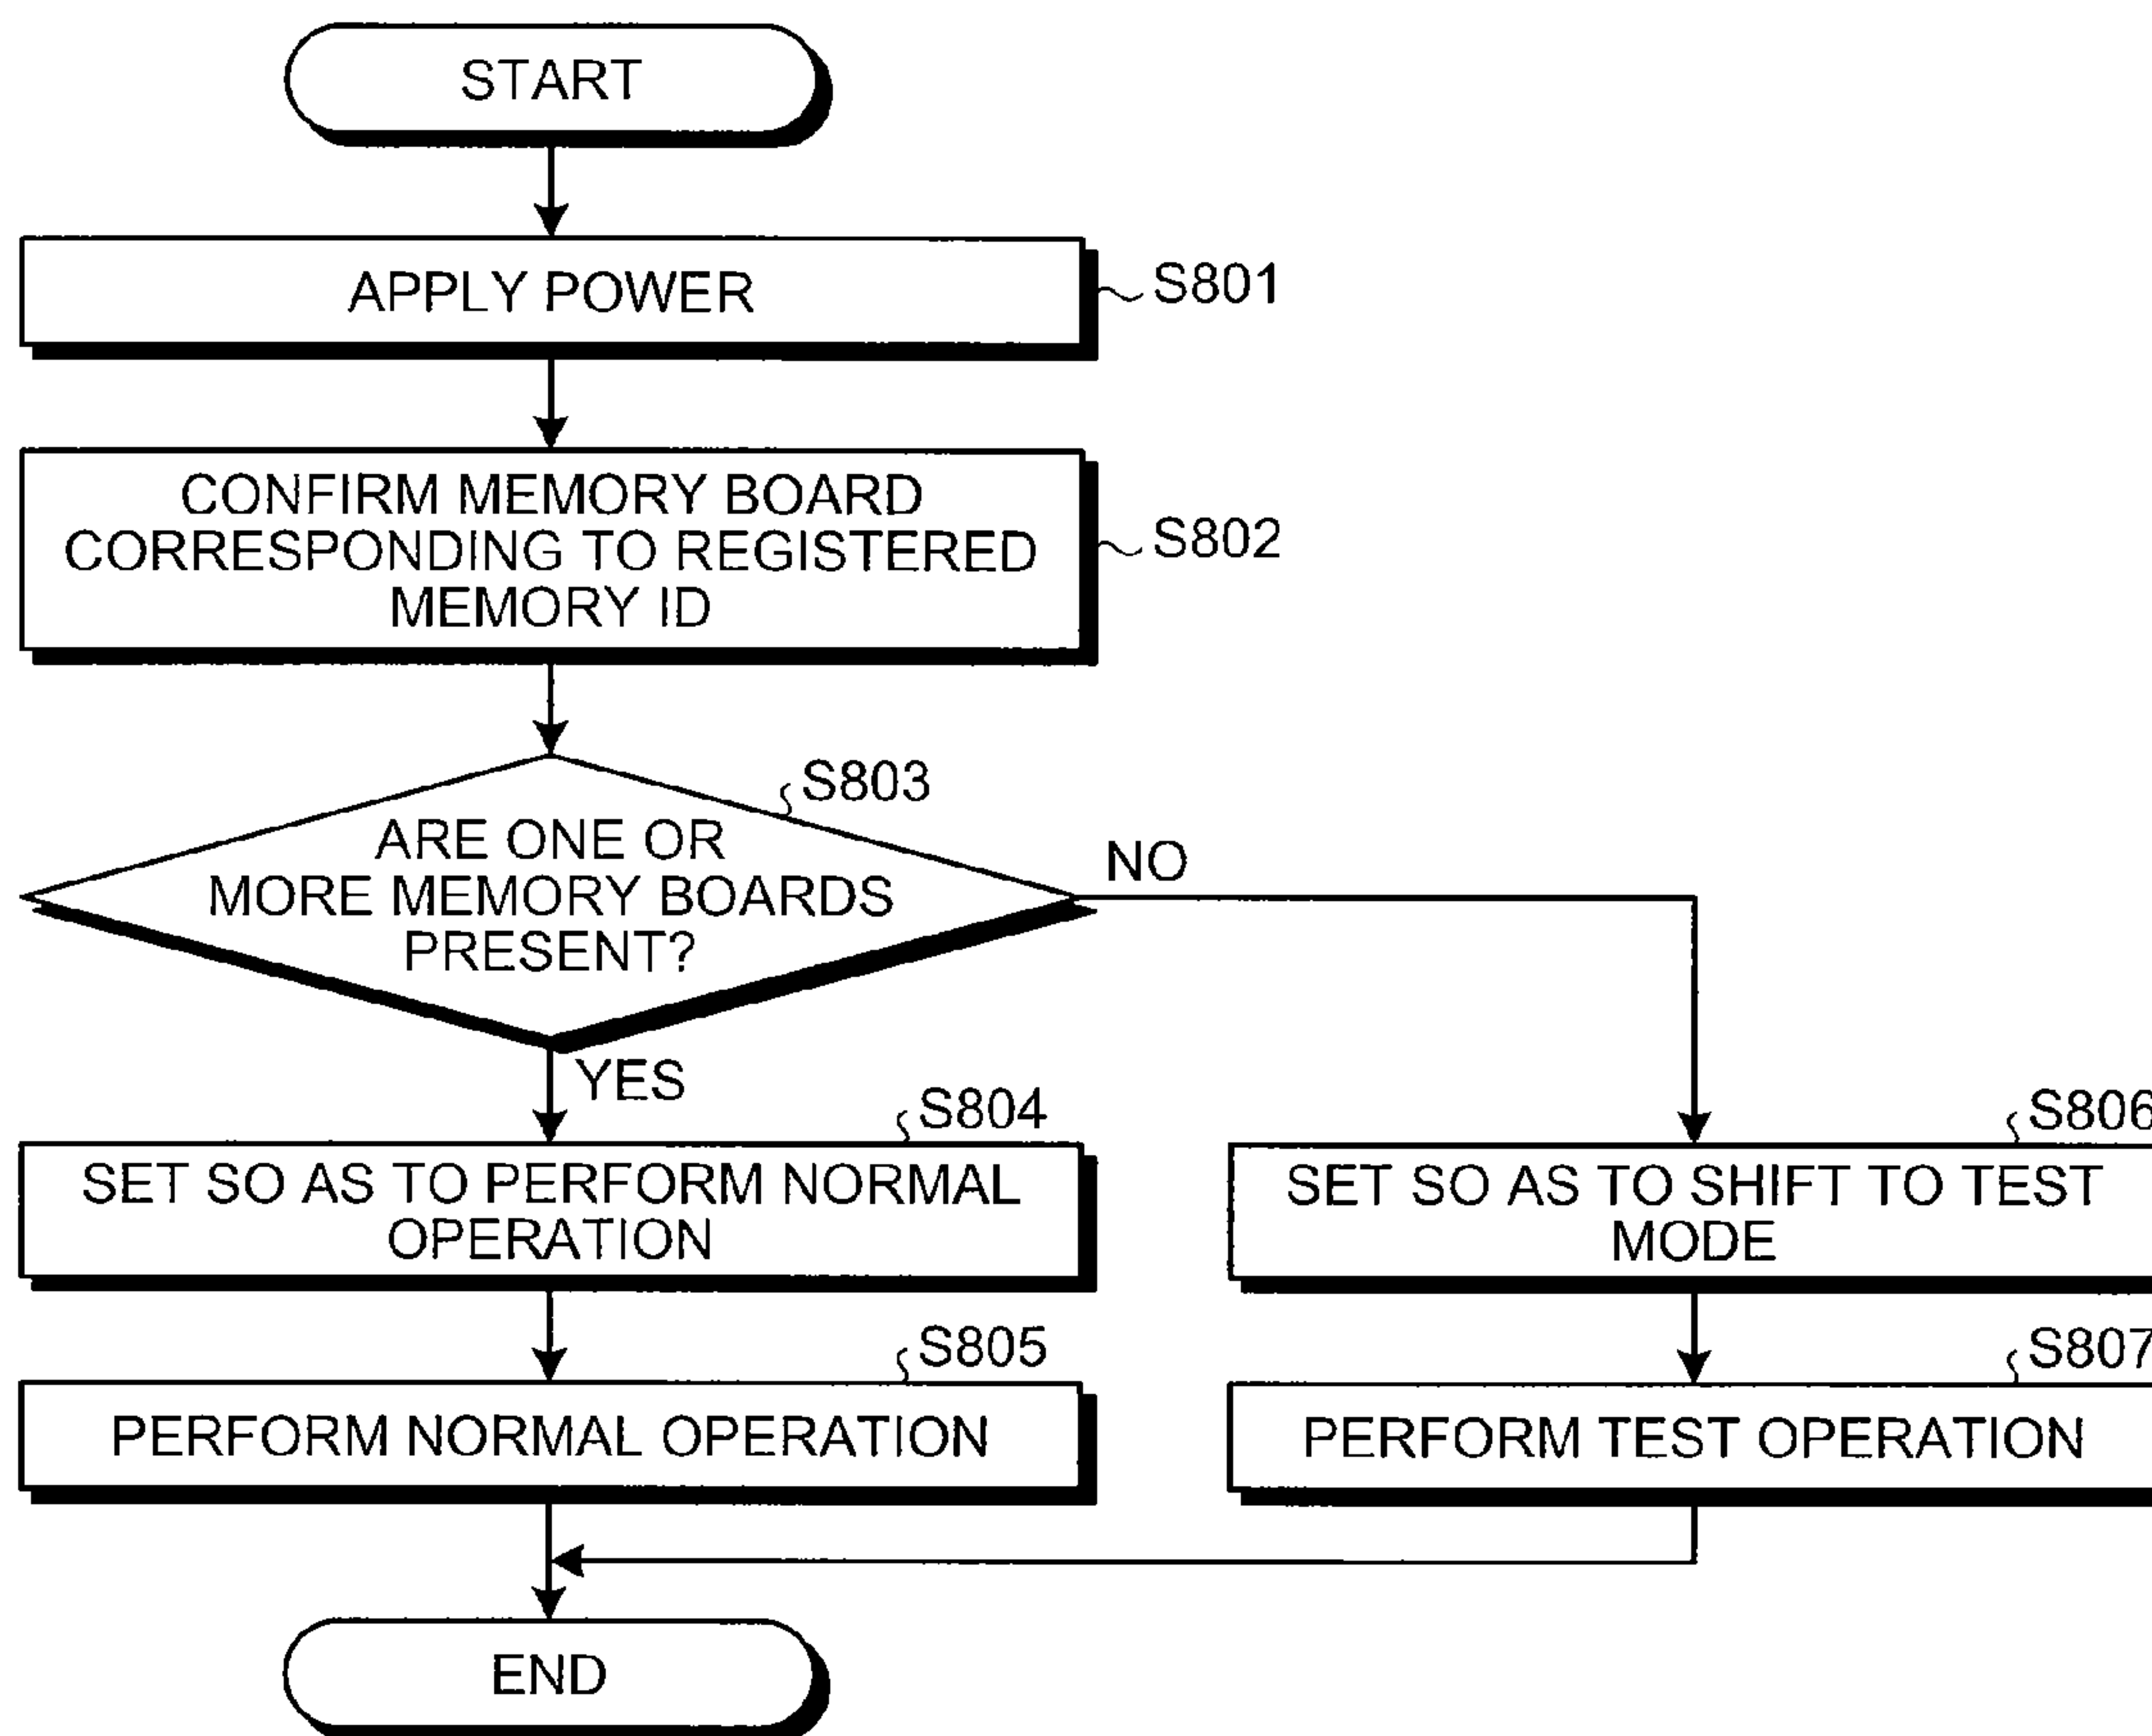 START
APPLY POWER
S801
CONFIRM MEMORY BOARD
CORRESPONDING TO REGISTERED
MEMORY ID
S802
S803
ARE ONE OR
MORE MEMORY BOARDS
PRESENT?
NO
YES
S804
SET SO AS TO PERFORM NORMAL
OPERATION
S806
SET SO AS TO SHIFT TO TEST
MODE
S805
PERFORM NORMAL OPERATION
S807
PERFORM TEST OPERATION
END